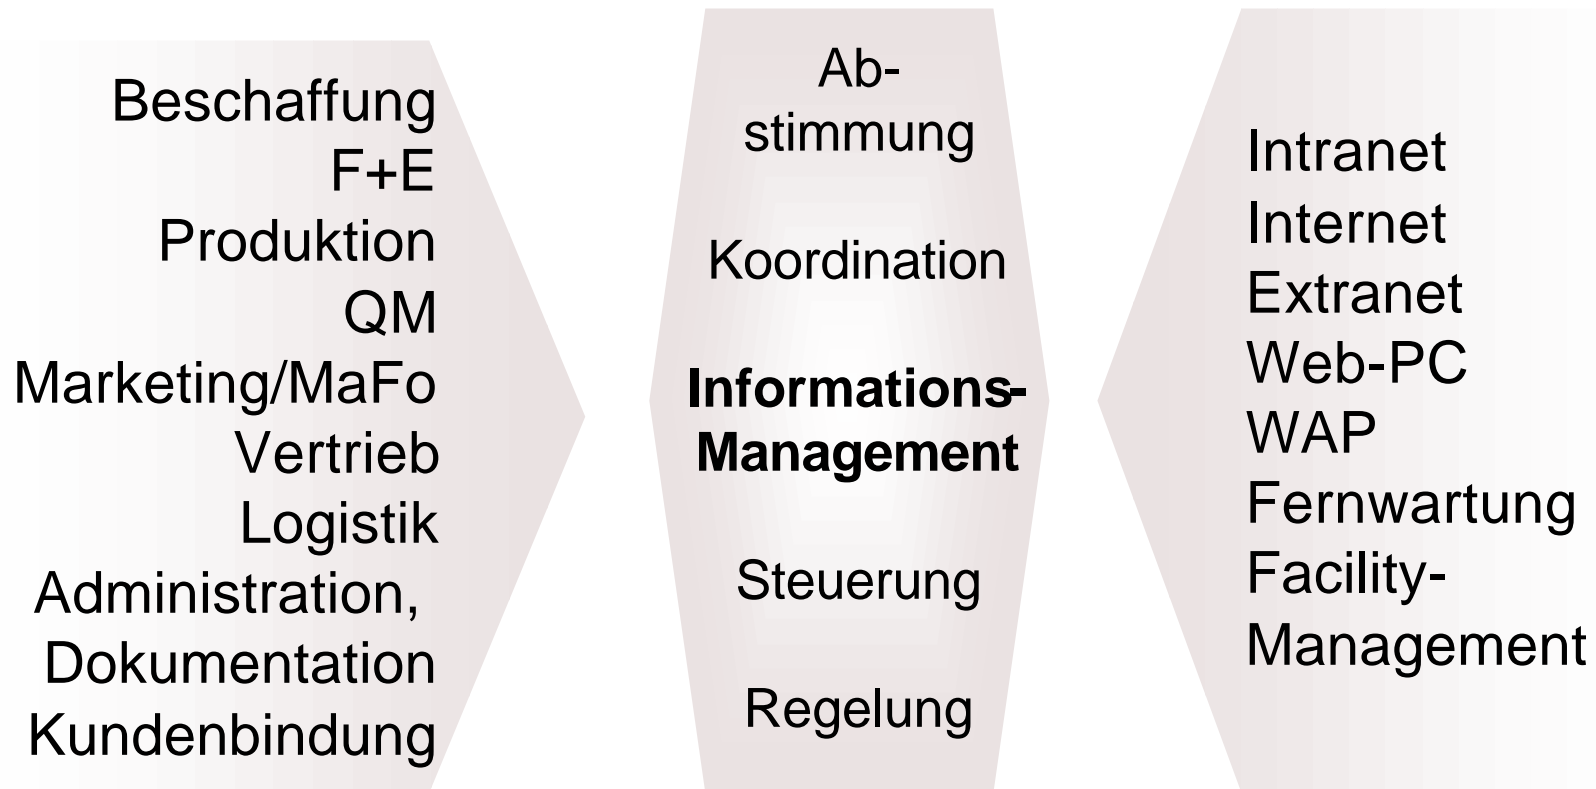 Beschaffung
F+E
Produktion
QM
Marketing/MaFo
Vertrieb
Logistik
Administration,
Dokumentation
Kundenbindung
Ab-
stimmung
Koordination
Informations-
Management
Steuerung
Regelung
Intranet
Internet
Extranet
Web-PC
WAP
Fernwartung
Facility-
Management